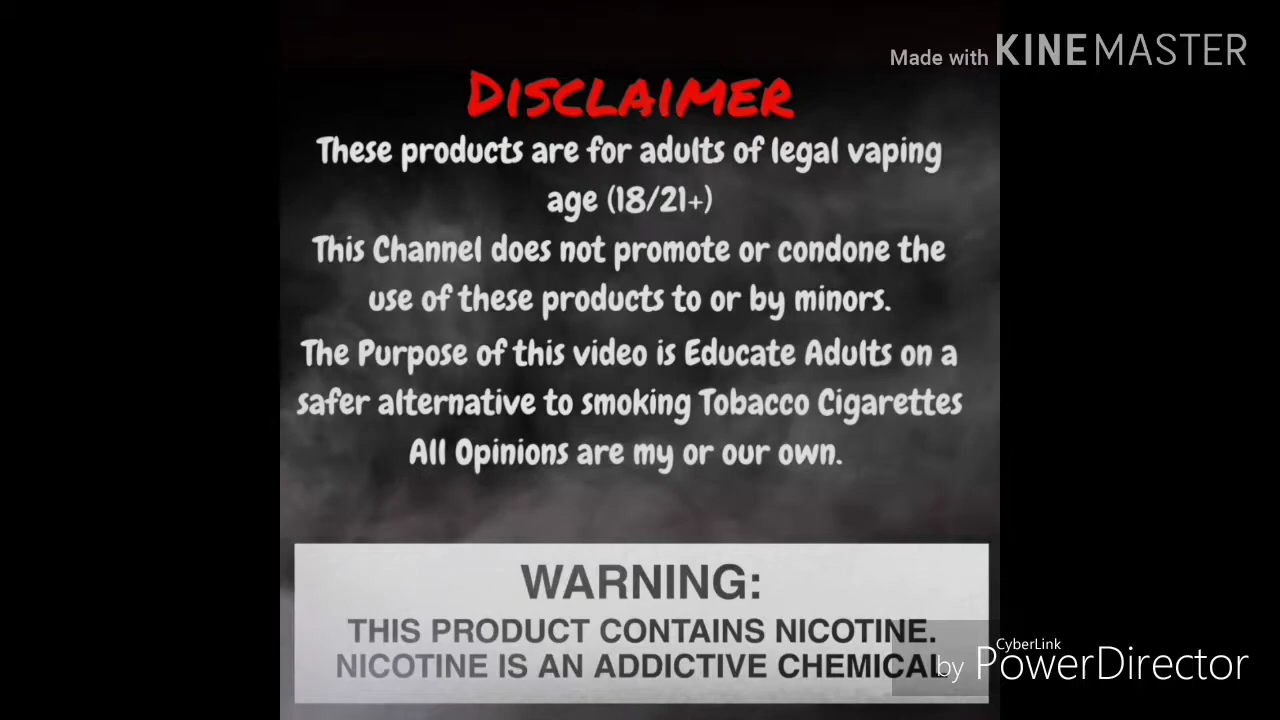 Made with KINEMASTER
DISCLAIMER
These products are for adults of legal vaping
age (18/21+)
This Channel does not promote or condone the
use of these products to or by minors.
The Purpose of this video is Educate Adults on a
safer alternative to smoking Tobacco Cigarettes
All Opinions are my or our own.
WARNING:
THIS PRODUCT CONTAINS NICOTINE.
NICOTINE IS AN ADDICTIVE CHEMICAL
CyberLink
by PowerDirector